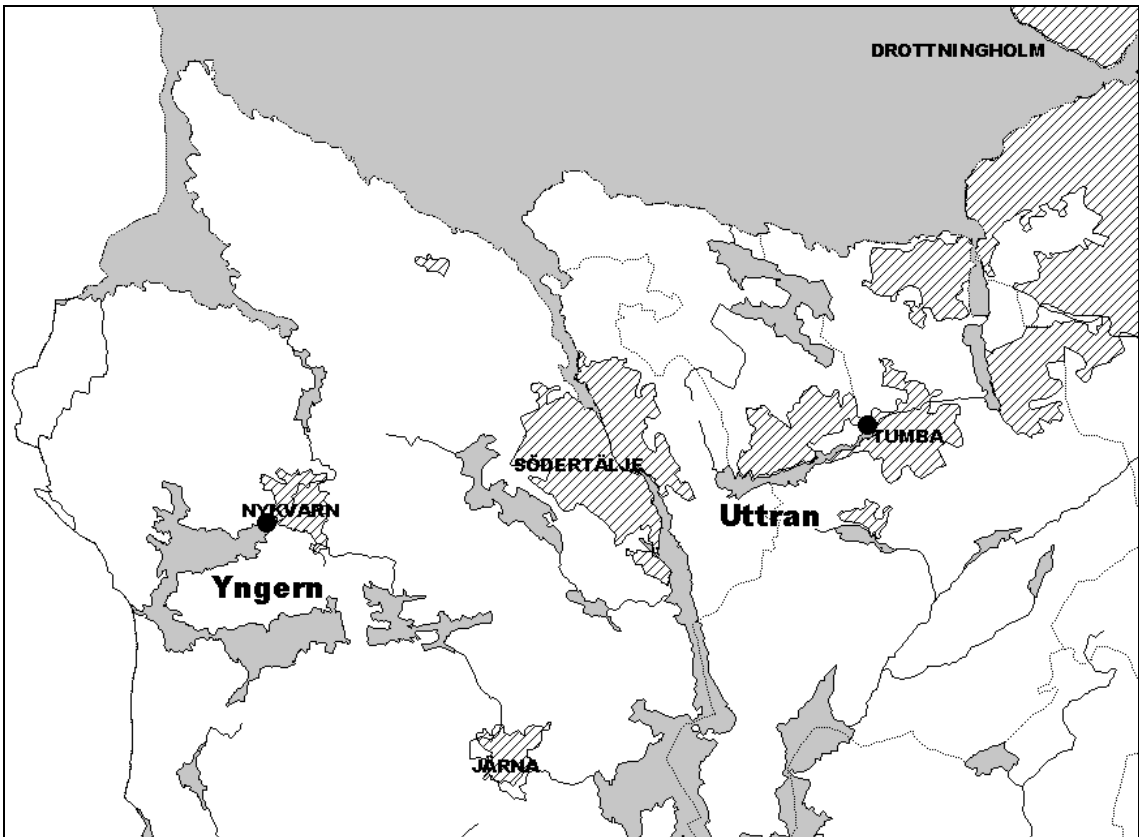 DROTTNINGHOLM
TUMBA
SÖDERTÄLJE
Uttran
NYKVARN
Yngern
JÄRNA